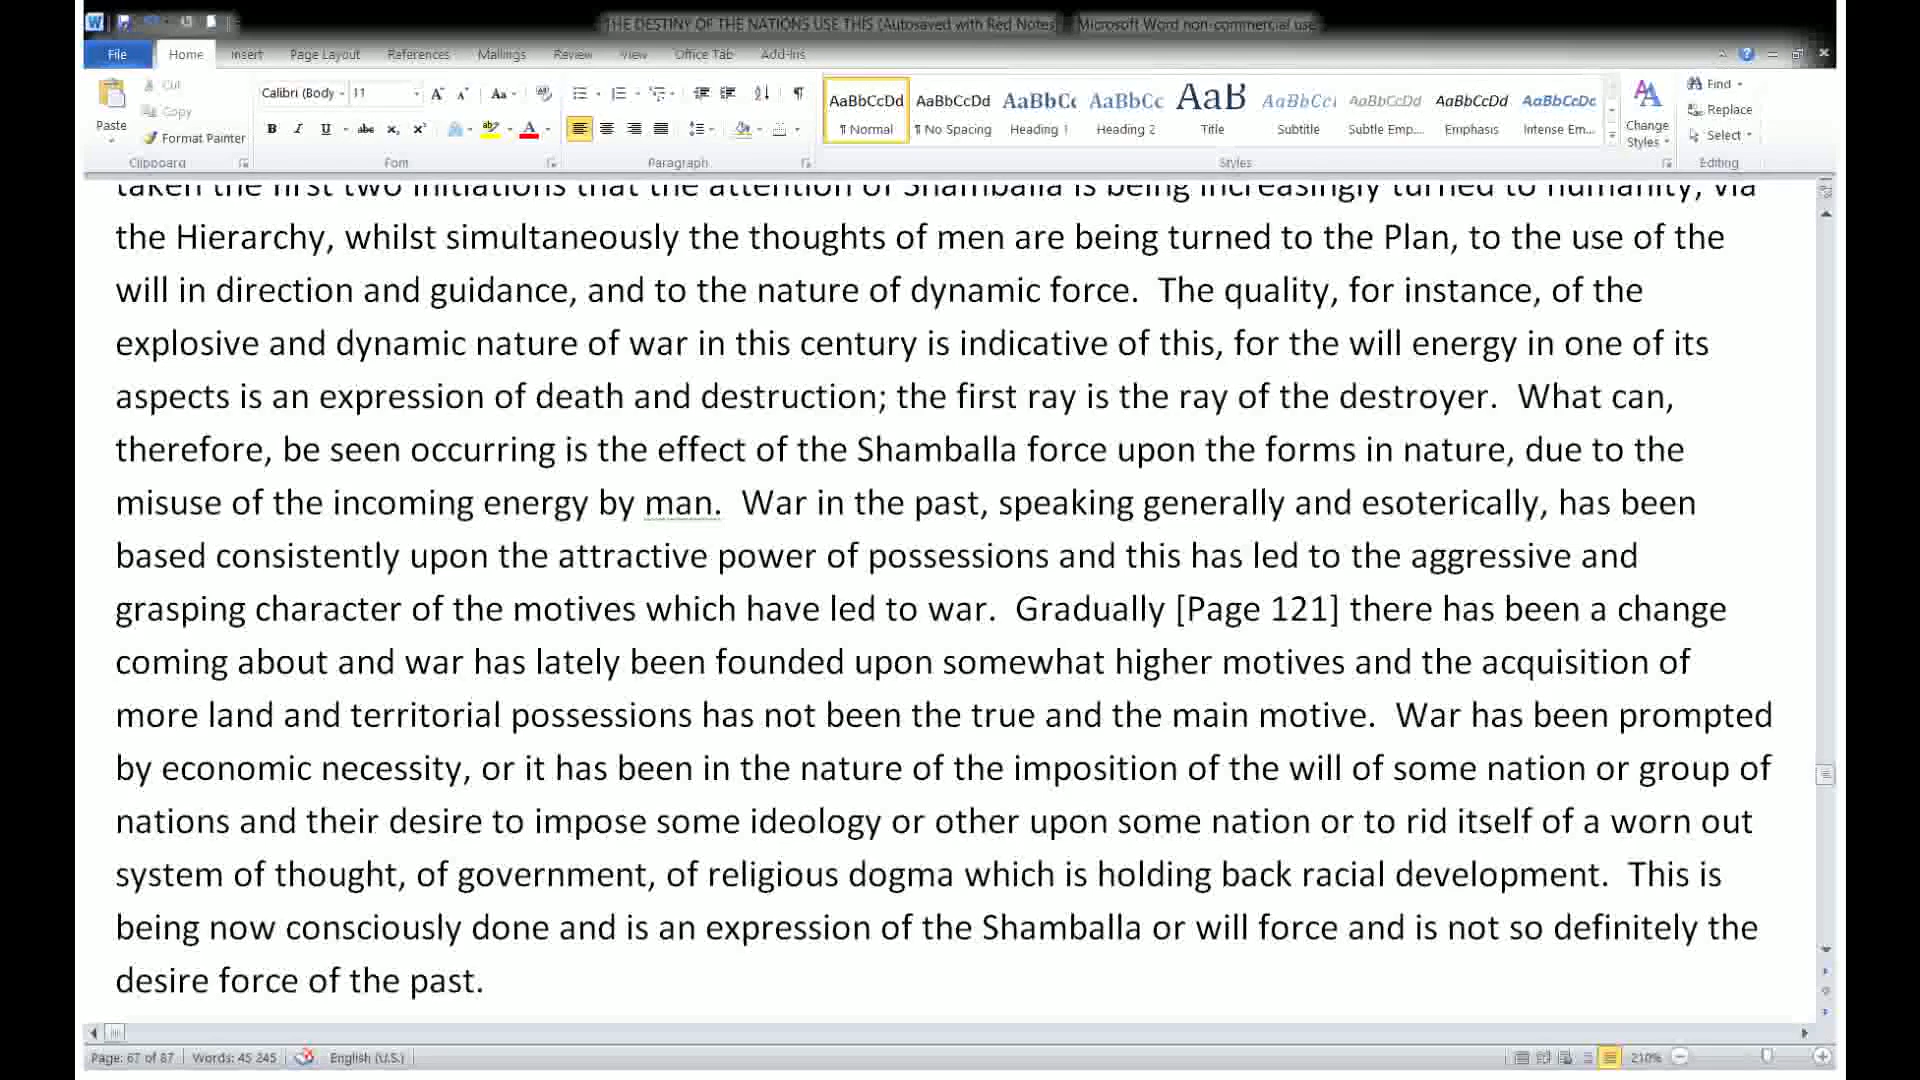 THE DESTINY OF THE NATIONS USE THIS (Autosaved with Red Notes) - Microsoft Word non-commercial use
File Home Insert Page Layout References Mailings Review View Office Tab Add-Ins
Paste
Cut
Copy
Format Painter
Clipboard
Calibri (Body 11
Font
Paragraph
AaBbCcDd AaBbCcDd AaBbCc AaBbCc AaB AaBbCcI AaBbCcDd AaBbCcDd AaBbCcDc
¶ Normal ¶ No Spacing Heading 1 Heading 2 Title Subtitle Subtle Emp... Emphasis Intense Em...
Styles
Change
Styles
Find
Replace
Select
Editing
taken the first two initiations that the attention of Shamballa is being increasingly turned to humanity, via
the Hierarchy, whilst simultaneously the thoughts of men are being turned to the Plan, to the use of the
will in direction and guidance, and to the nature of dynamic force.  The quality, for instance, of the
explosive and dynamic nature of war in this century is indicative of this, for the will energy in one of its
aspects is an expression of death and destruction; the first ray is the ray of the destroyer.  What can,
therefore, be seen occurring is the effect of the Shamballa force upon the forms in nature, due to the
misuse of the incoming energy by man.  War in the past, speaking generally and esoterically, has been
based consistently upon the attractive power of possessions and this has led to the aggressive and
grasping character of the motives which have led to war.  Gradually [Page 121] there has been a change
coming about and war has lately been founded upon somewhat higher motives and the acquisition of
more land and territorial possessions has not been the true and the main motive.  War has been prompted
by economic necessity, or it has been in the nature of the imposition of the will of some nation or group of
nations and their desire to impose some ideology or other upon some nation or to rid itself of a worn out
system of thought, of government, of religious dogma which is holding back racial development.  This is
being now consciously done and is an expression of the Shamballa or will force and is not so definitely the
desire force of the past.
Page: 67 of 87 Words: 45 245 English (U.S.) 210%